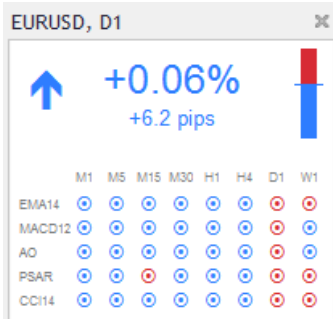 EURUSD, D1
+0.06%
+6.2 pips
M1 M5 M15 M30 H1 H4 D1 W1
EMA14
MACD12
AO
PSAR
CCI14